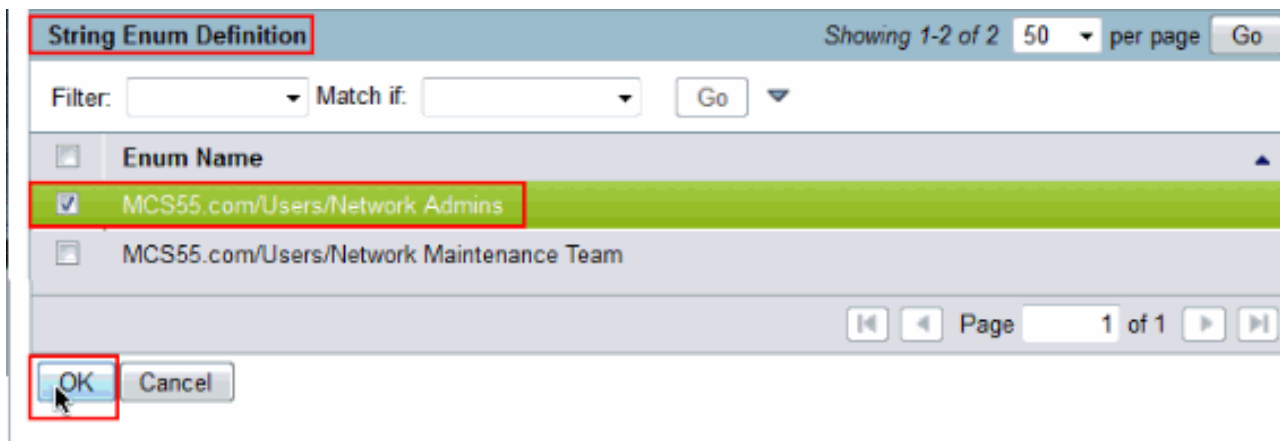 String Enum Definition Showing 1-2 of 2 50 per page Go
Filter: Match if: Go
Enum Name
MCS55.com/Users/Network Admins
MCS55.com/Users/Network Maintenance Team
Page 1 of 1
OK Cancel